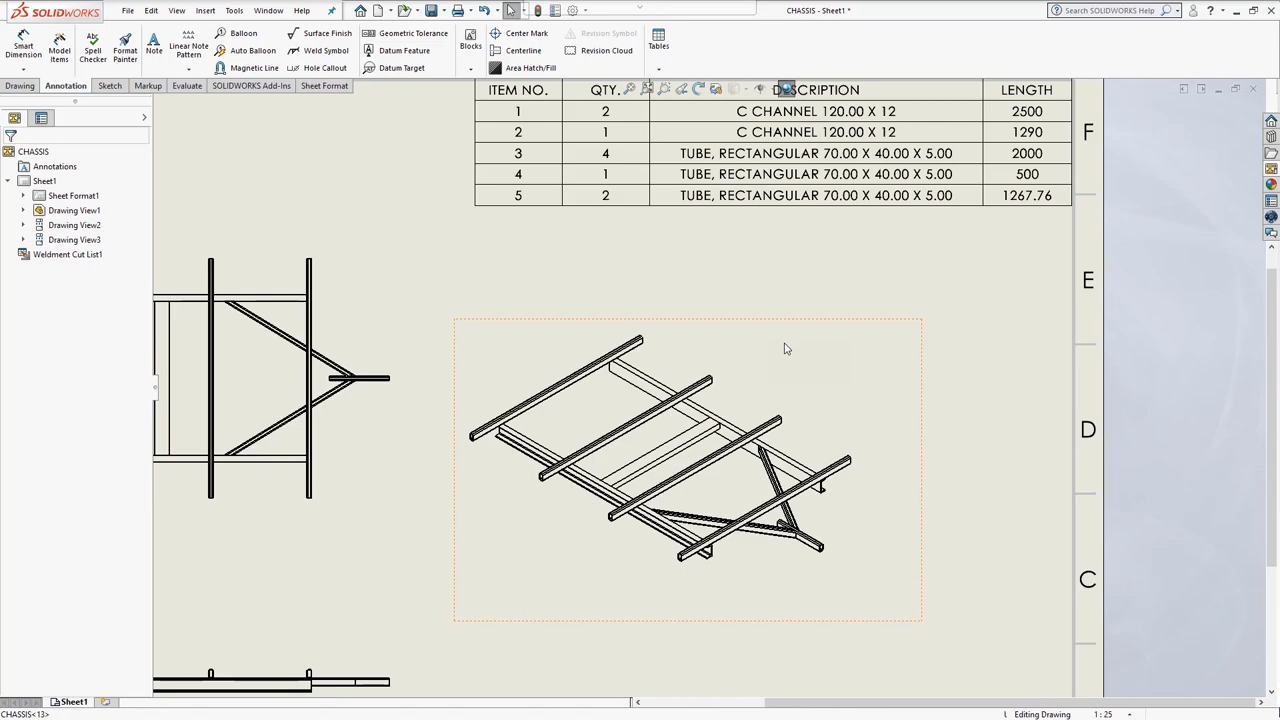 SOLIDWORKS
File
Edit
View
Insert
Tools
Window
CHASSIS - Sheet1 *
Search SOLIDWORKS
Smart Dimension
Model Items
Spell Checker
Format Painter
Note
Linear Note Pattern
Balloon
Auto Balloon
Magnetic Line
Surface Finish
Weld Symbol
Hole Callout
Geometric Tolerance
Datum Feature
Datum Target
Blocks
Center Mark
Centerline
Area Hatch/Fill
Revision Symbol
Revision Cloud
Tables
Drawing
Annotation
Sketch
Markup
Evaluate
SOLIDWORKS Add-Ins
Sheet Format
CHASSIS
Annotations
Sheet1
Sheet Format1
Drawing View1
Drawing View2
Drawing View3
Weldment Cut List1
ITEM NO. QTY. DESCRIPTION LENGTH
1 2 C CHANNEL 120.00 X 12 2500
2 1 C CHANNEL 120.00 X 12 1290
3 4 TUBE, RECTANGULAR 70.00 X 40.00 X 5.00 2000
4 1 TUBE, RECTANGULAR 70.00 X 40.00 X 5.00 500
5 2 TUBE, RECTANGULAR 70.00 X 40.00 X 5.00 1267.76
F
E
D
C
Sheet1
CHASSIS<13>
Editing Drawing
1 : 25